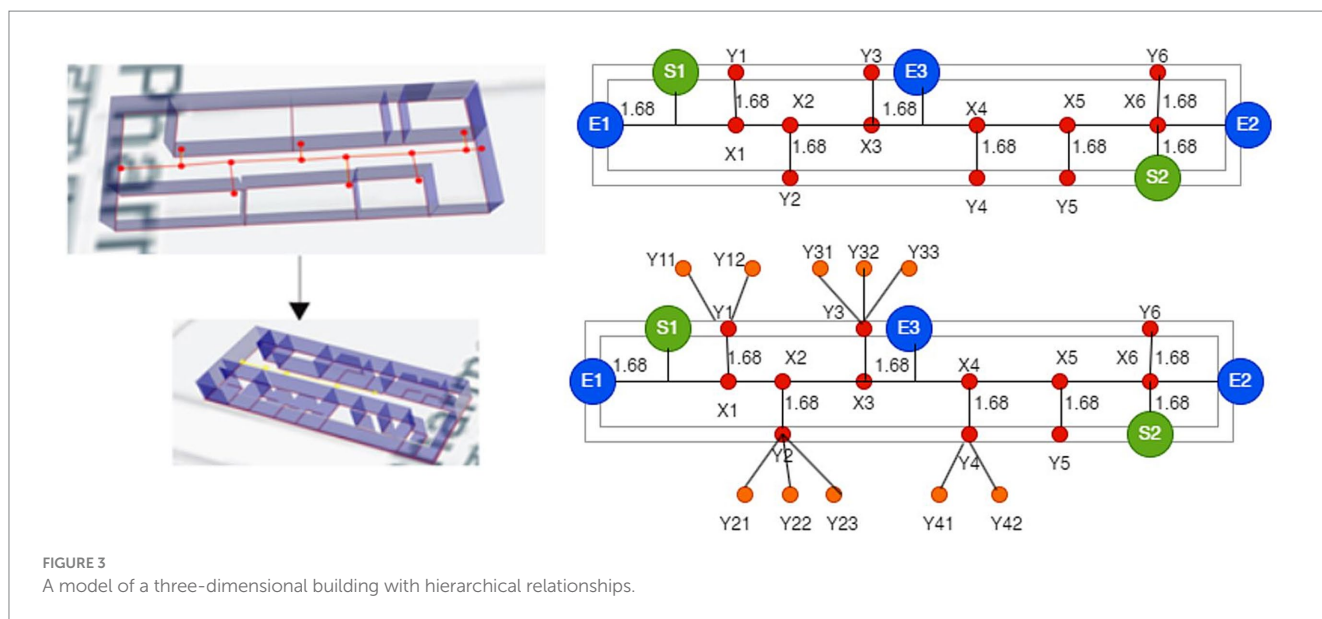 Phar
S1
Y1
Y3
E3
Y6
E1
1.68
1.68
X2
1.68
X4
X5
X6
1.68
E2
X1
1.68
X3
1.68
1.68
1.68
S2
Y2
Y4
Y5
Y11
Y12
Y31
Y32
Y33
S1
Y1
Y3
E3
Y6
E1
1.68
1.68
X2
1.68
X4
X5
X6
1.68
E2
X1
1.68
X3
1.68
1.68
1.68
S2
Y2
Y4
Y5
Y21
Y22
Y23
Y41
Y42
FIGURE 3
A model of a three-dimensional building with hierarchical relationships.